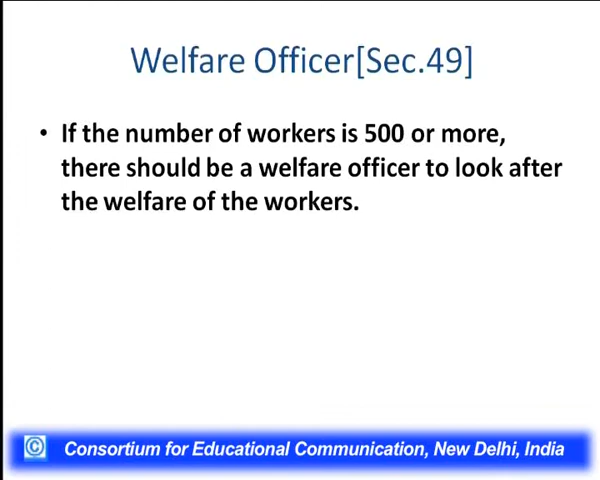 Welfare Officer[Sec.49]
• If the number of workers is 500 or more,
there should be a welfare officer to look after
the welfare of the workers.
© Consortium for Educational Communication, New Delhi, India